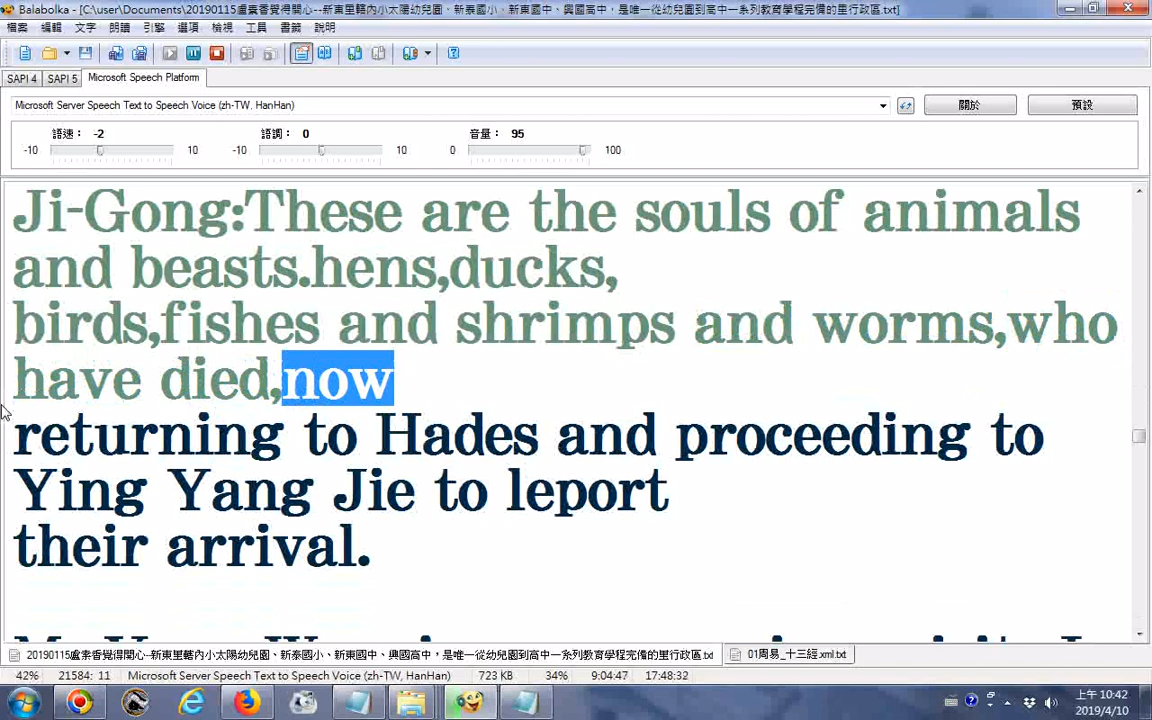 Balabolka - [C:\user\Documents\20190115盧素香覺得開心--新東里轄內小太陽幼兒園、新泰國小、新東國中、興國高中，是唯一從幼兒園到高中一系列教育學程完備的里行政區.txt]
檔案 編輯 文字 朗讀 引擎 選項 檢視 工具 書籤 說明
SAPI 4 SAPI 5 Microsoft Speech Platform
Microsoft Server Speech Text to Speech Voice (zh-TW, HanHan) 關於 預設
語速： -2 語調： 0 音量： 95
-10 10 -10 10 0 100
Ji-Gong:These are the souls of animals
and beasts.hens,ducks,
birds,fishes and shrimps and worms,who
have died,now
returning to Hades and proceeding to
Ying Yang Jie to leport
their arrival.
20190115盧素香覺得開心--新東里轄內小太陽幼兒園、新泰國小、新東國中、興國高中，是唯一從幼兒園到高中一系列教育學程完備的里行政區.txt 01周易_十三經.xml.txt
42% 21584: 11 Microsoft Server Speech Text to Speech Voice (zh-TW, HanHan) 723 KB 34% 9:04:47 17:48:32
上午 10:42
2019/4/10